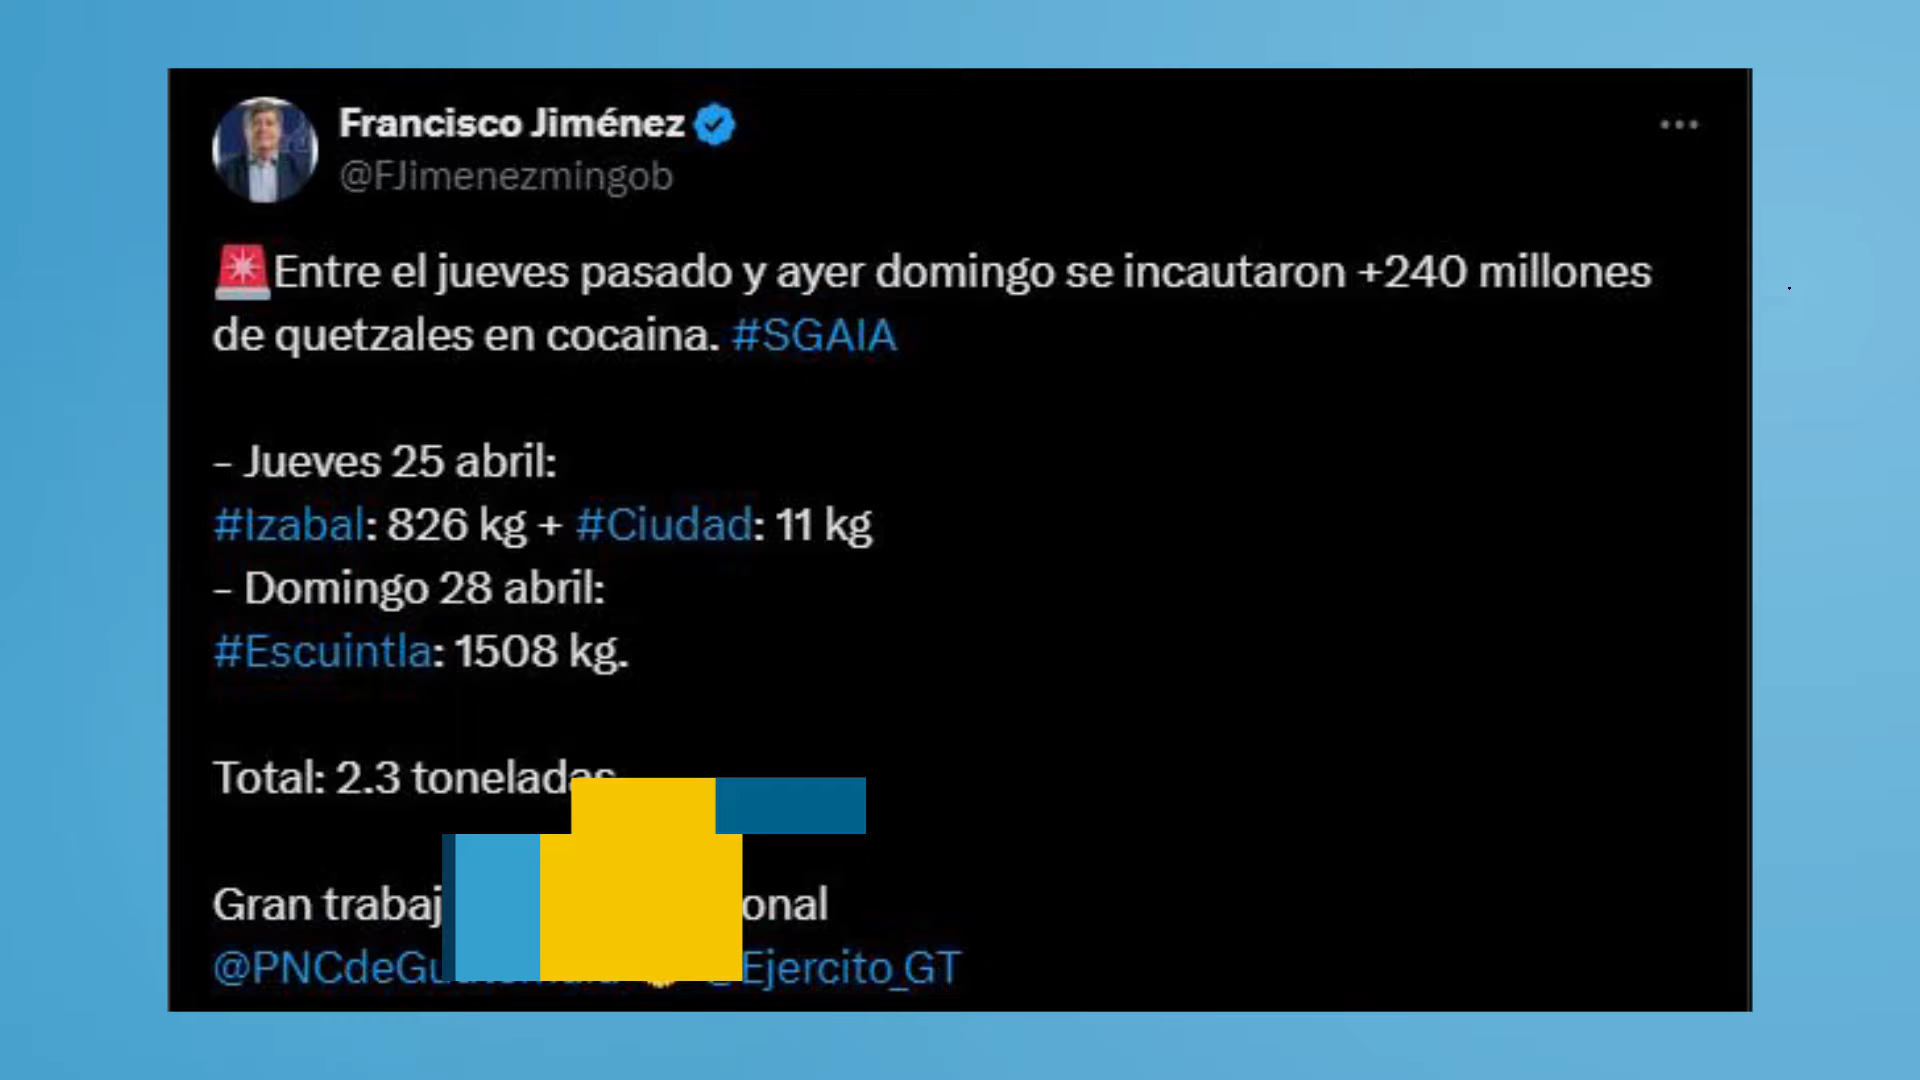 Francisco Jiménez
@FJimenezmingob
Entre el jueves pasado y ayer domingo se incautaron +240 millones
de quetzales en cocaina. #SGAIA
- Jueves 25 abril:
#Izabal: 826 kg + #Ciudad: 11 kg
- Domingo 28 abril:
#Escuintla: 1508 kg.
Total: 2.3 toneladas
Gran
@Ejercito_GT